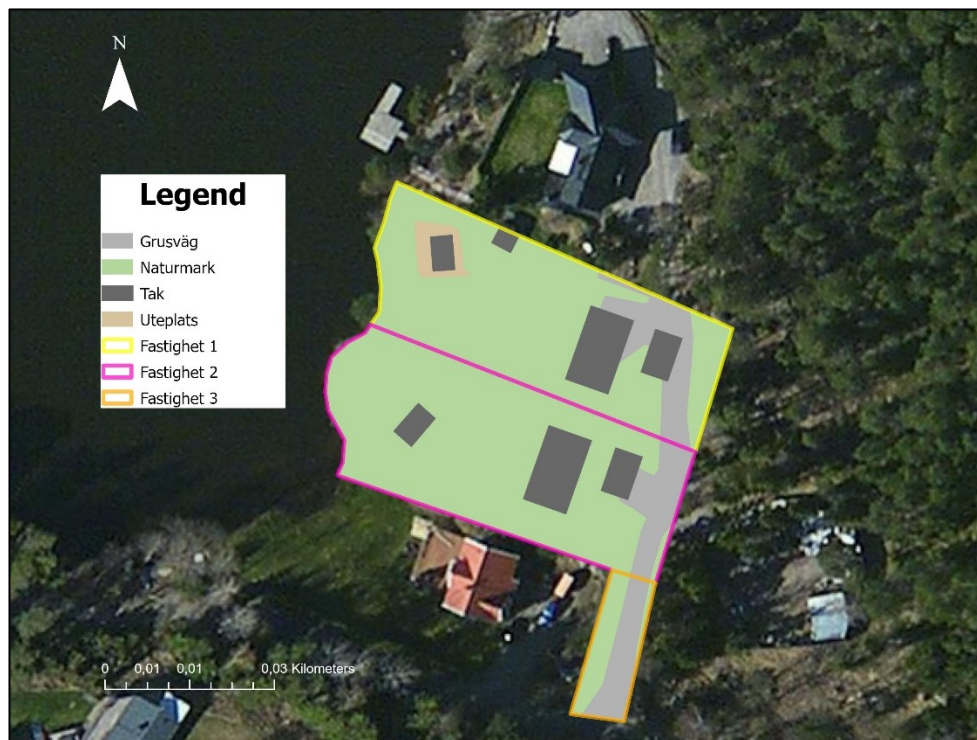 N
Legend
Grusväg
Naturmark
Tak
Uteplats
Fastighet 1
Fastighet 2
Fastighet 3
0 0,01 0,01 0,03 Kilometers